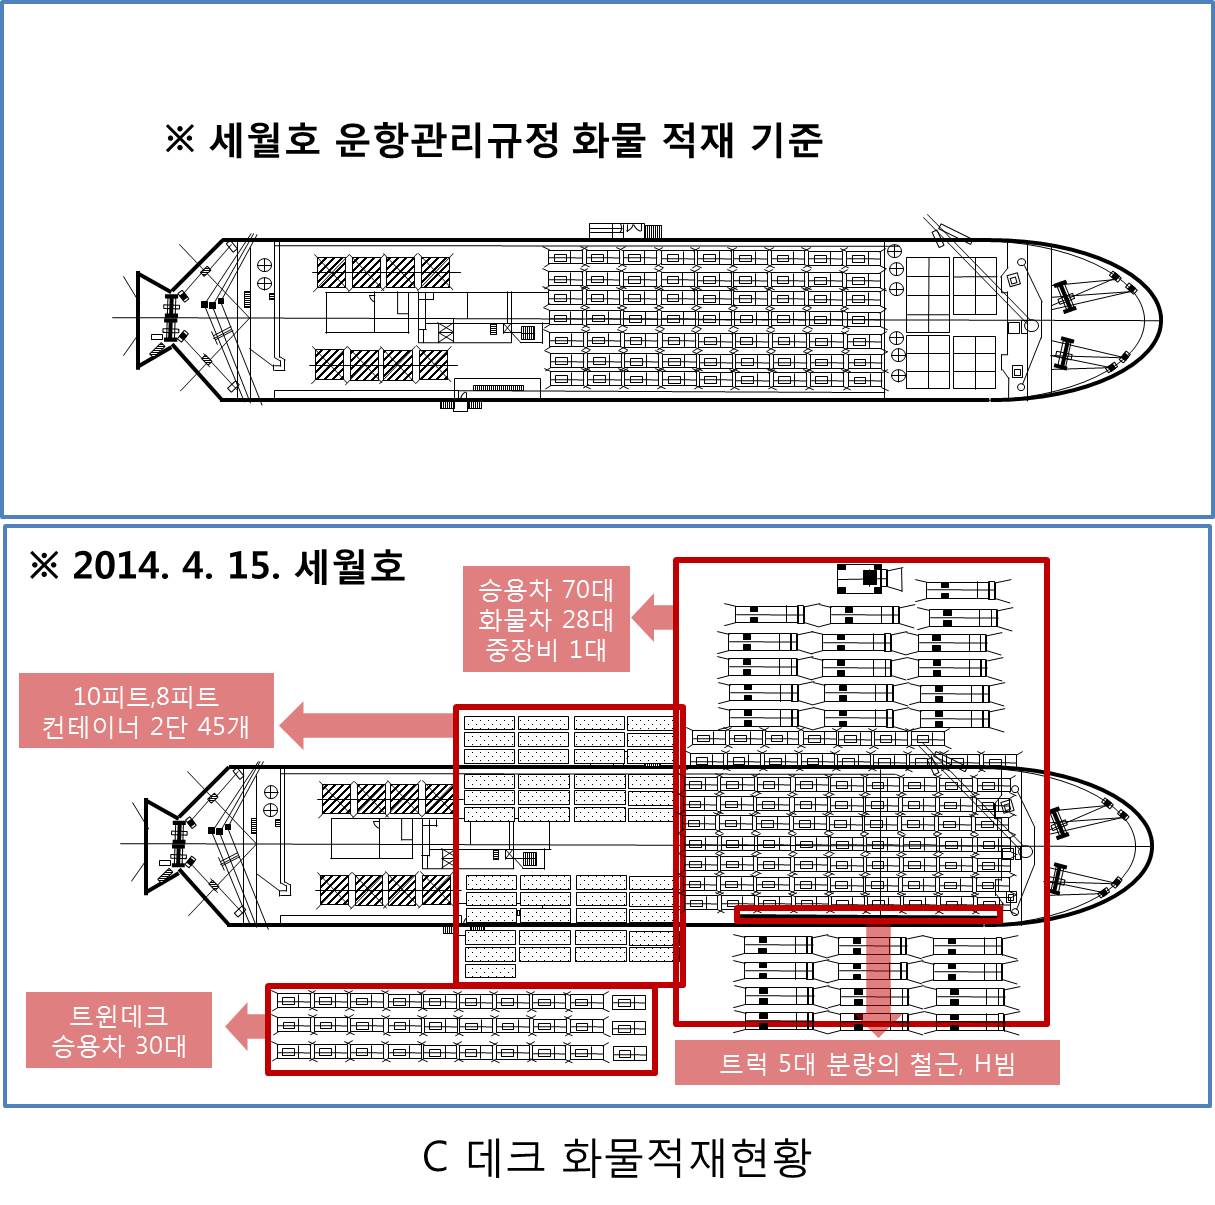 ※ 세월호 운항관리규정 화물 적재 기준
※ 2014. 4. 15. 세월호
승용차 70대
화물차 28대
중장비 1대
10피트,8피트
컨테이너 2단 45개
트윈데크
승용차 30대
트럭 5대 분량의 철근, H빔
C 데크 화물적재현황